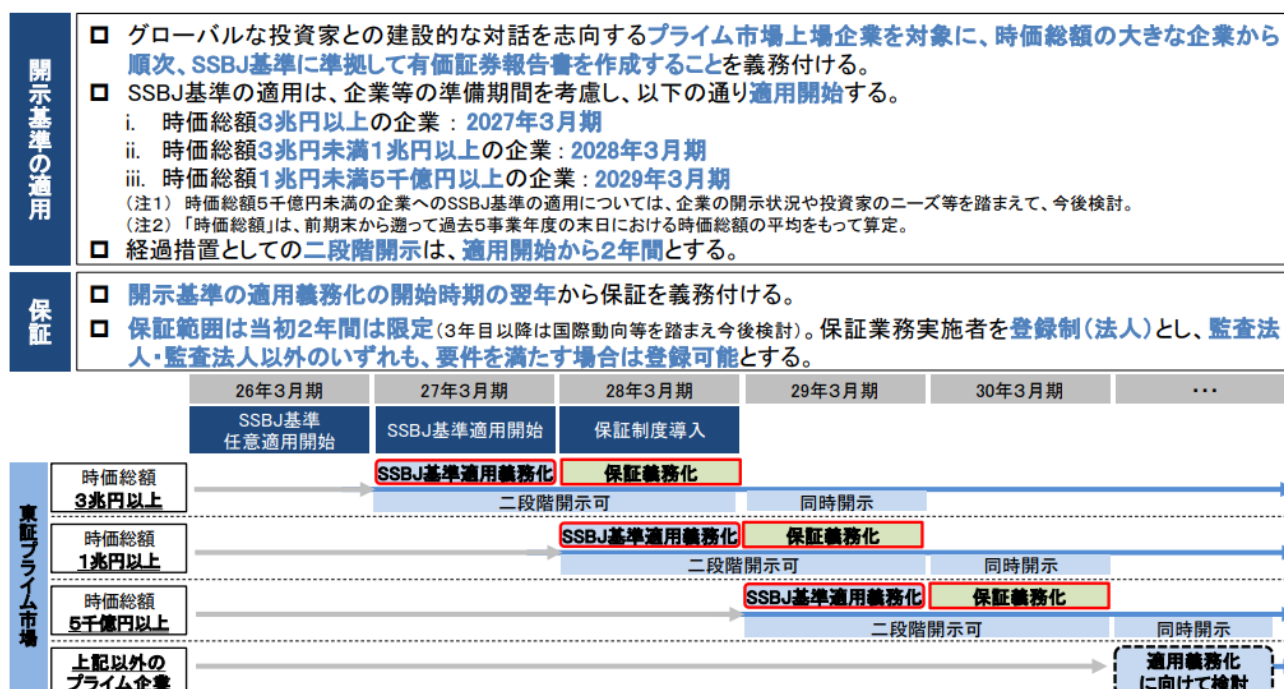 開示基準の適用
□ グローバルな投資家との建設的な対話を志向するプライム市場上場企業を対象に、時価総額の大きな企業から
順次、SSBJ基準に準拠して有価証券報告書を作成することを義務付ける。
□ SSBJ基準の適用は、企業等の準備期間を考慮し、以下の通り適用開始する。
i. 時価総額3兆円以上の企業：2027年3月期
ii. 時価総額3兆円未満1兆円以上の企業：2028年3月期
iii. 時価総額1兆円未満5千億円以上の企業：2029年3月期
（注1） 時価総額5千億円未満の企業へのSSBJ基準の適用については、企業の開示状況や投資家のニーズ等を踏まえて、今後検討。
（注2） 「時価総額」は、前期末から遡って過去5事業年度の末日における時価総額の平均をもって算定。
□ 経過措置としての二段階開示は、適用開始から2年間とする。
保証
□ 開示基準の適用義務化の開始時期の翌年から保証を義務付ける。
□ 保証範囲は当初2年間は限定（3年目以降は国際動向等を踏まえ今後検討）。保証業務実施者を登録制（法人）とし、監査法
人・監査法人以外のいずれも、要件を満たす場合は登録可能とする。
26年3月期 27年3月期 28年3月期 29年3月期 30年3月期 ･･･
SSBJ基準
任意適用開始
SSBJ基準適用開始
保証制度導入
東証プライム市場
時価総額
3兆円以上
SSBJ基準適用義務化 保証義務化
二段階開示可 同時開示
時価総額
1兆円以上
SSBJ基準適用義務化 保証義務化
二段階開示可 同時開示
時価総額
5千億円以上
SSBJ基準適用義務化 保証義務化
二段階開示可 同時開示
上記以外の
プライム企業
適用義務化
に向けて検討